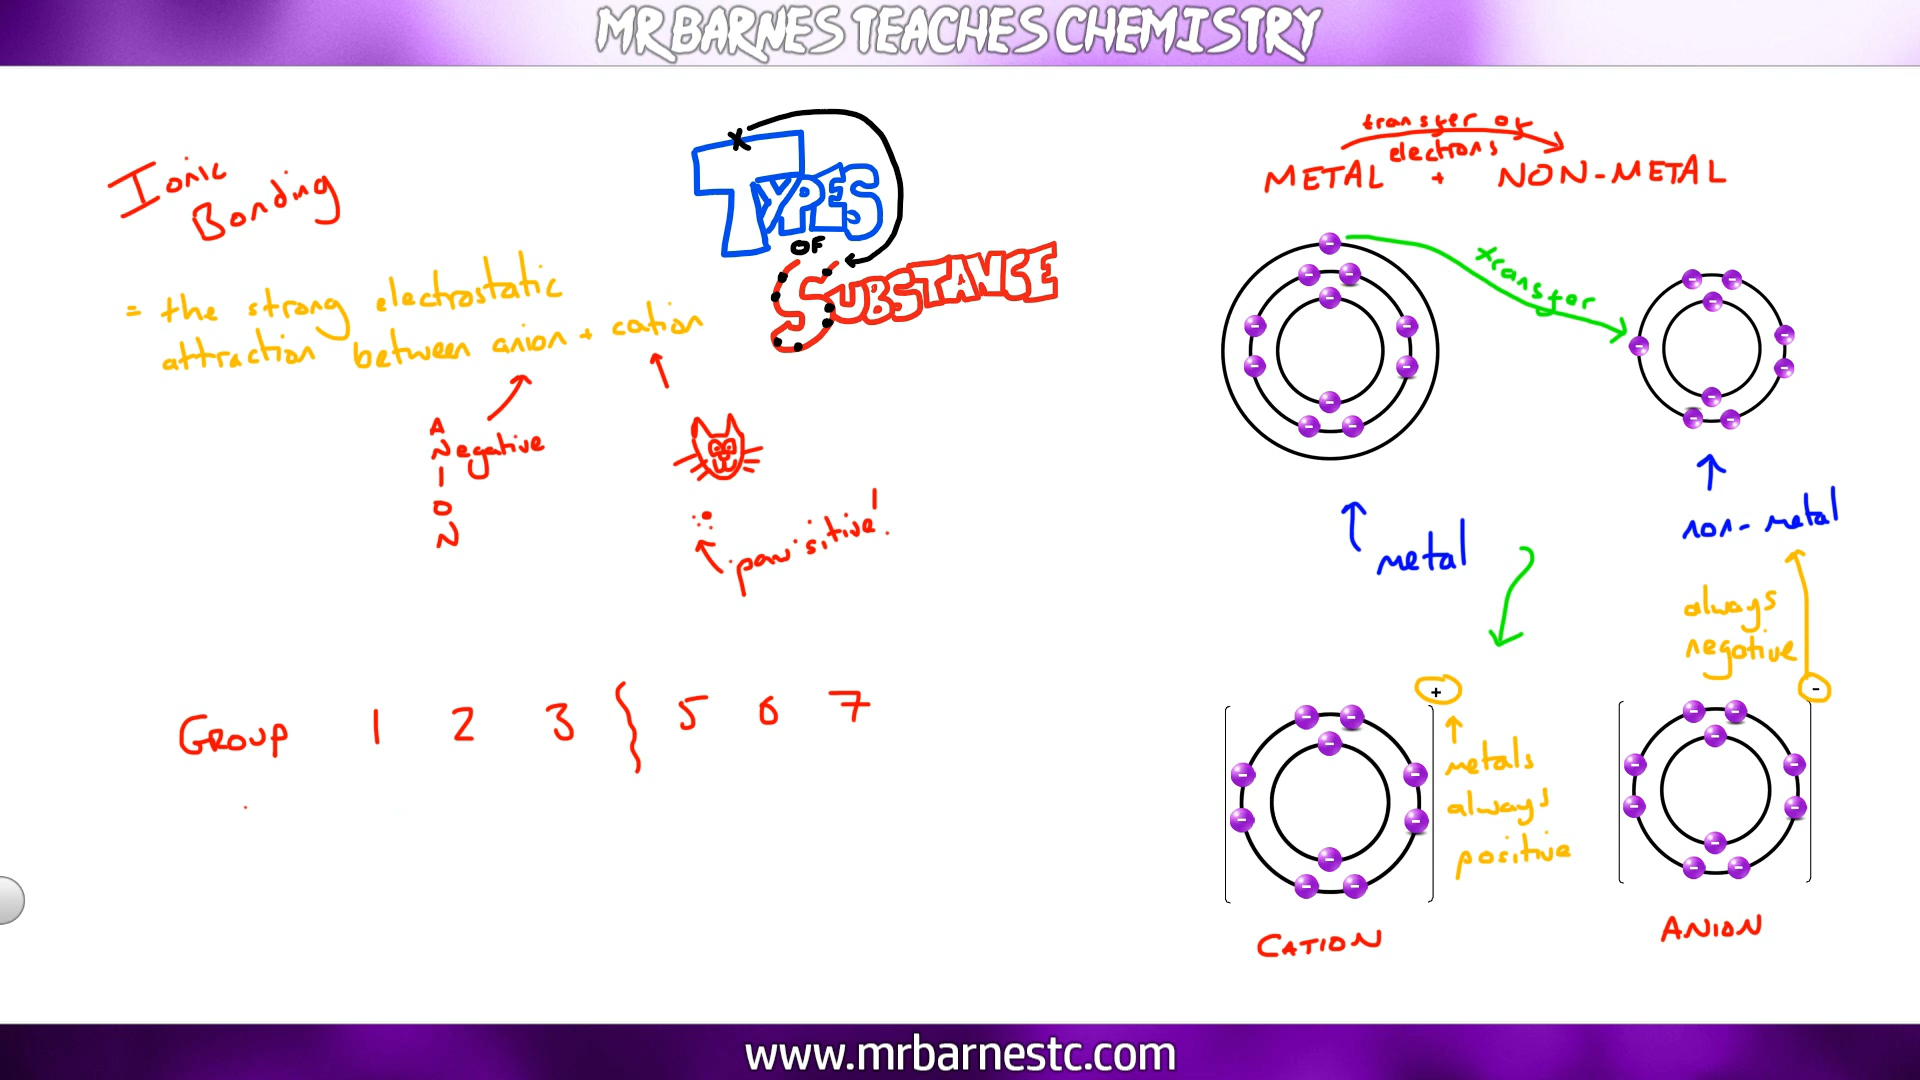 MR BARNES TEACHES CHEMISTRY
Ionic
Bonding
= the strong electrostatic
attraction between anion + cation
A
Negative
I
O
N
paw'sitive!
TYPES
OF
SUBSTANCE
transfer of
electrons
METAL + NON-METAL
transfer
metal
non-metal
always
negative
+
-
metals
always
positive
CATION
ANION
GROUP 1 2 3 5 6 7
www.mrbarnestc.com